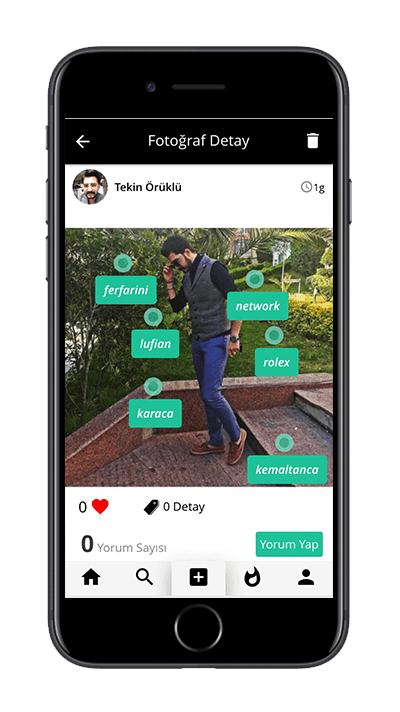 Fotoğraf Detay
Tekin Örüklü
1g
ferfarini
network
lufian
rolex
karaca
kemaltanca
0
0 Detay
0 Yorum Sayısı
Yorum Yap